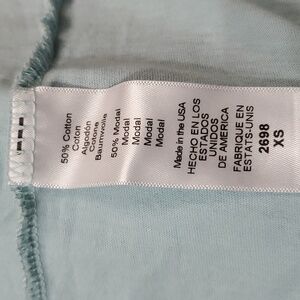 50% Cotton
Coton
Algodón
Cotone
Baumwolle
50% Modal
Modal
Modal
Modal
Modal
Made in the USA
HECHO EN LOS
ESTADOS
UNIDOS
DE AMERICA
FABRIQUE EN
ESTATS-UNIS
2698
XS